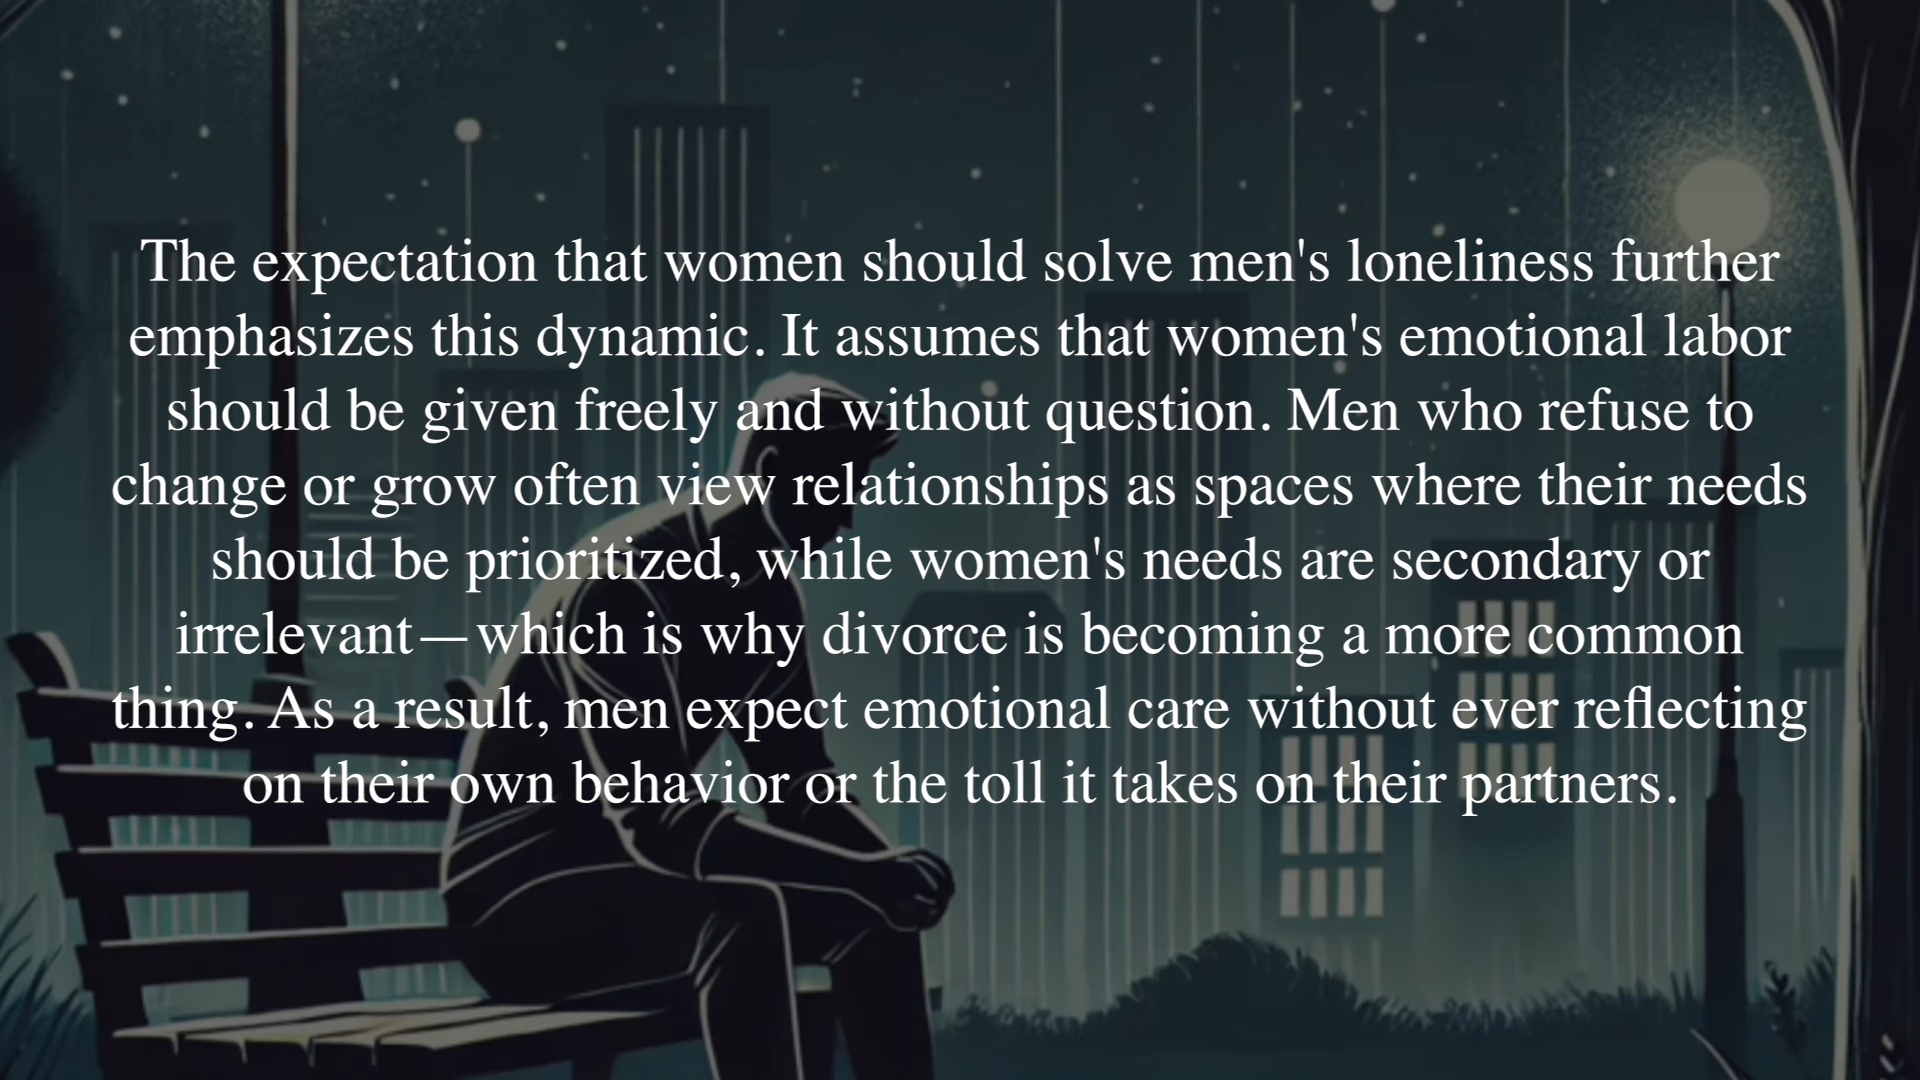 The expectation that women should solve men's loneliness further
emphasizes this dynamic. It assumes that women's emotional labor
should be given freely and without question. Men who refuse to
change or grow often view relationships as spaces where their needs
should be prioritized, while women's needs are secondary or
irrelevant—which is why divorce is becoming a more common
thing. As a result, men expect emotional care without ever reflecting
on their own behavior or the toll it takes on their partners.